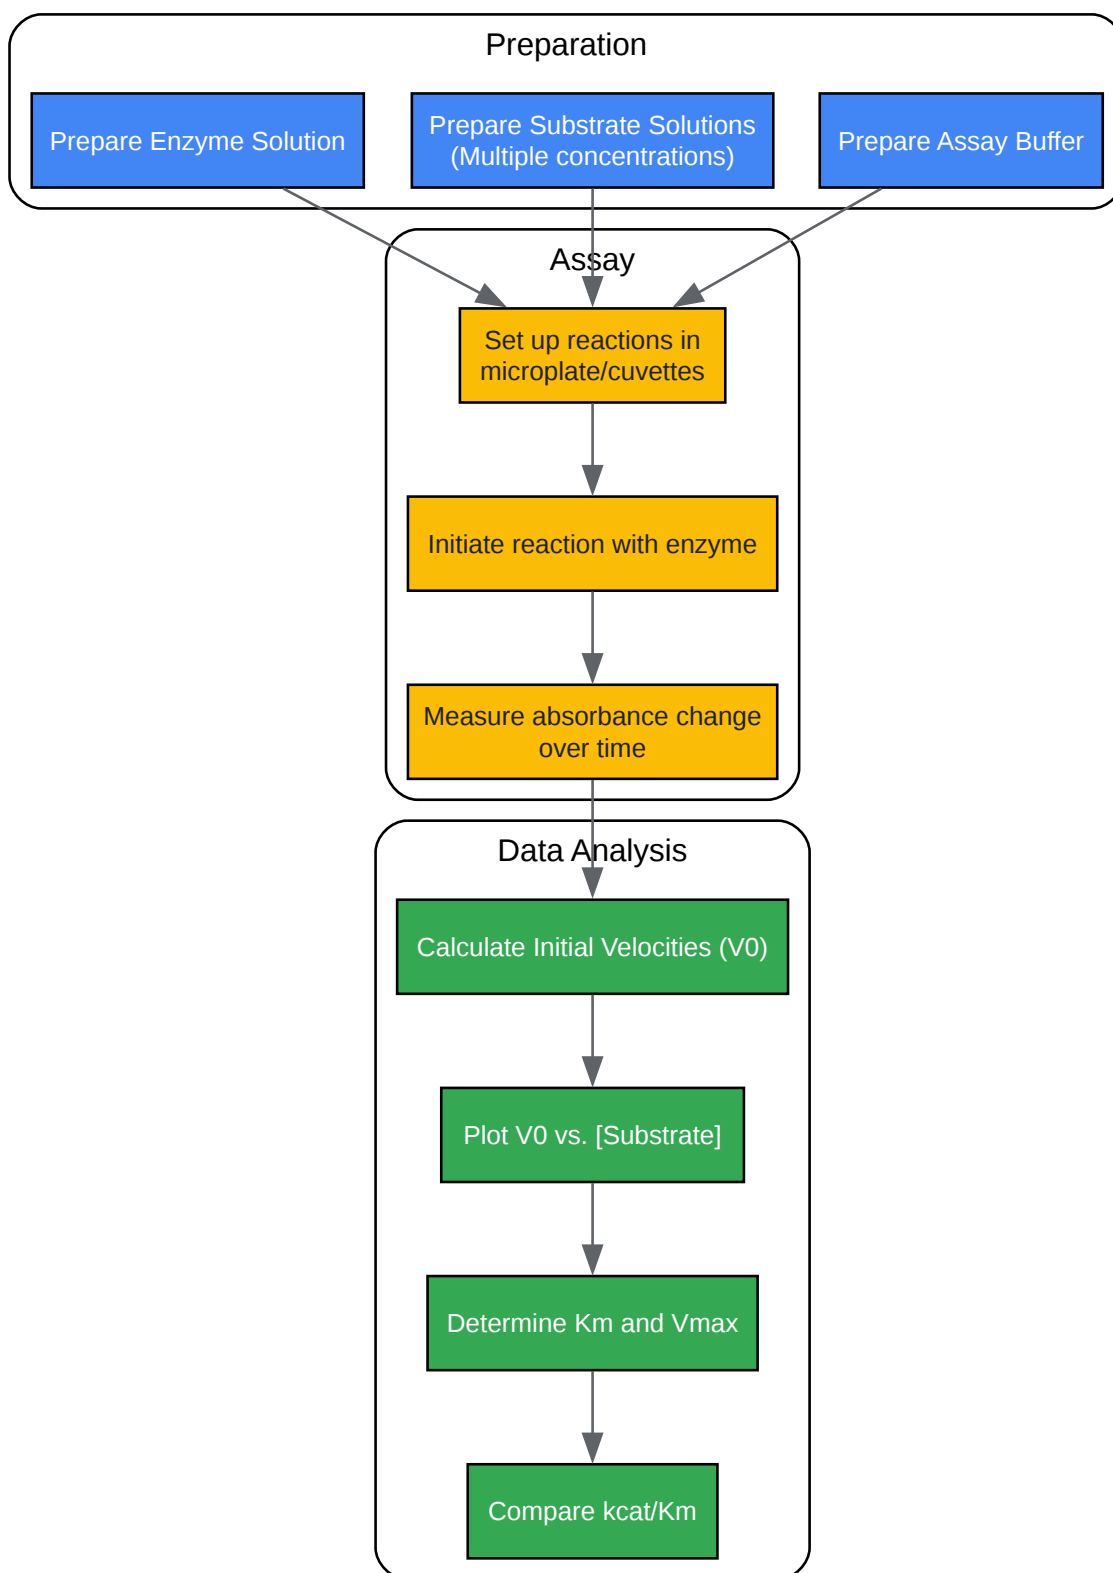 Preparation
Prepare Enzyme Solution
Prepare Substrate Solutions
(Multiple concentrations)
Prepare Assay Buffer
Assay
Set up reactions in
microplate/cuvettes
Initiate reaction with enzyme
Measure absorbance change
over time
Data Analysis
Calculate Initial Velocities (V0)
Plot V0 vs. [Substrate]
Determine Km and Vmax
Compare kcat/Km